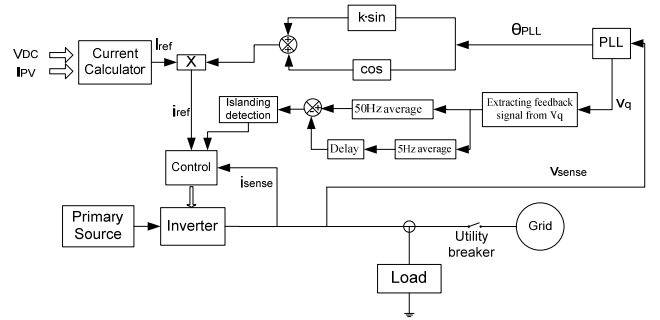 k·sin
cos
θPLL
PLL
VDC
IPV
Current
Calculator
Iref
X
Islanding
detection
50Hz average
Extracting feedback
signal from Vq
Vq
iref
Delay
5Hz average
Control
isense
Vsense
Primary
Source
Inverter
Utility
breaker
Grid
Load